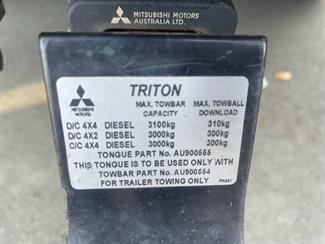 MITSUBISHI MOTORS
AUSTRALIA LTD.
TRITON
MITSUBISHI
MOTORS
MAX. TOWBAR CAPACITY MAX. TOWBALL DOWNLOAD
D/C 4X4 DIESEL 3100kg 310kg
D/C 4X2 DIESEL 3000kg 300kg
C/C 4X4 DIESEL 3000kg 300kg
TONGUE PART No. AU900555
THIS TONGUE IS TO BE USED ONLY WITH
TOWBAR PART No. AU900554
FOR TRAILER TOWING ONLY